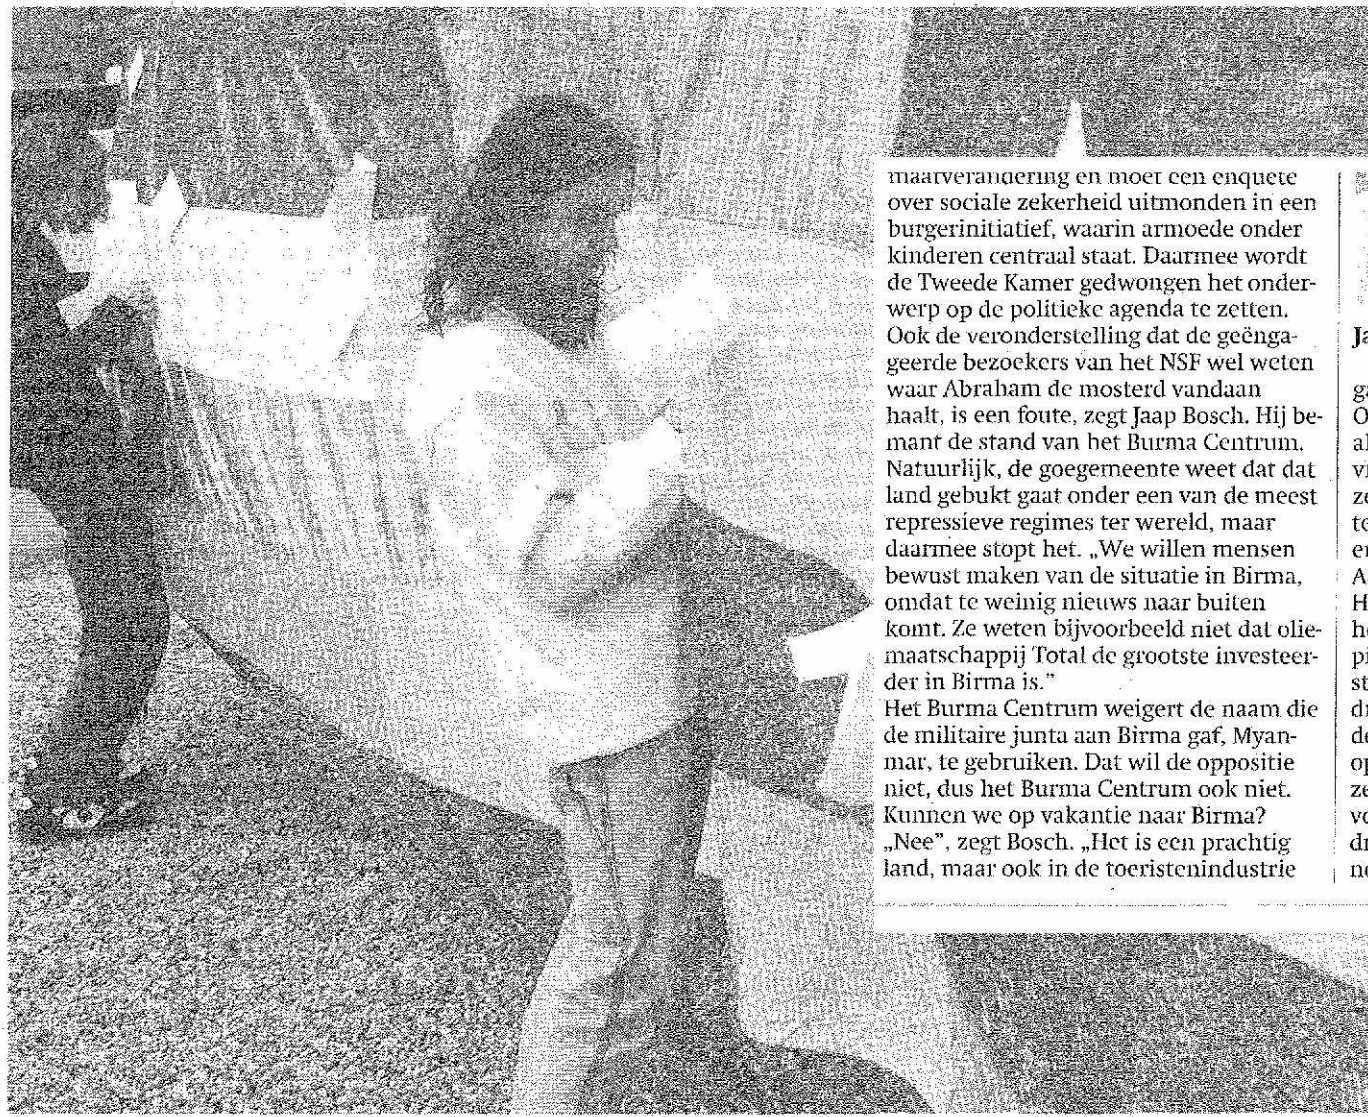 maatverandering en moet een enquete
over sociale zekerheid uitmonden in een
burgerinitiatief, waarin armoede onder
kinderen centraal staat. Daarmee wordt
de Tweede Kamer gedwongen het onder-
werp op de politieke agenda te zetten.
Ook de veronderstelling dat de geënga-
geerde bezoekers van het NSF wel weten
waar Abraham de mosterd vandaan
haalt, is een foute, zegt Jaap Bosch. Hij be-
mant de stand van het Burma Centrum.
Natuurlijk, de goegemeente weet dat dat
land gebukt gaat onder een van de meest
repressieve regimes ter wereld, maar
daarmee stopt het. „We willen mensen
bewust maken van de situatie in Birma,
omdat te weinig nieuws naar buiten
komt. Ze weten bijvoorbeeld niet dat olie-
maatschappij Total de grootste investeer-
der in Birma is.”
Het Burma Centrum weigert de naam die
de militaire junta aan Birma gaf, Myan-
mar, te gebruiken. Dat wil de oppositie
niet, dus het Burma Centrum ook niet.
Kunnen we op vakantie naar Birma?
„Nee”, zegt Bosch. „Het is een prachtig
land, maar ook in de toeristenindustrie